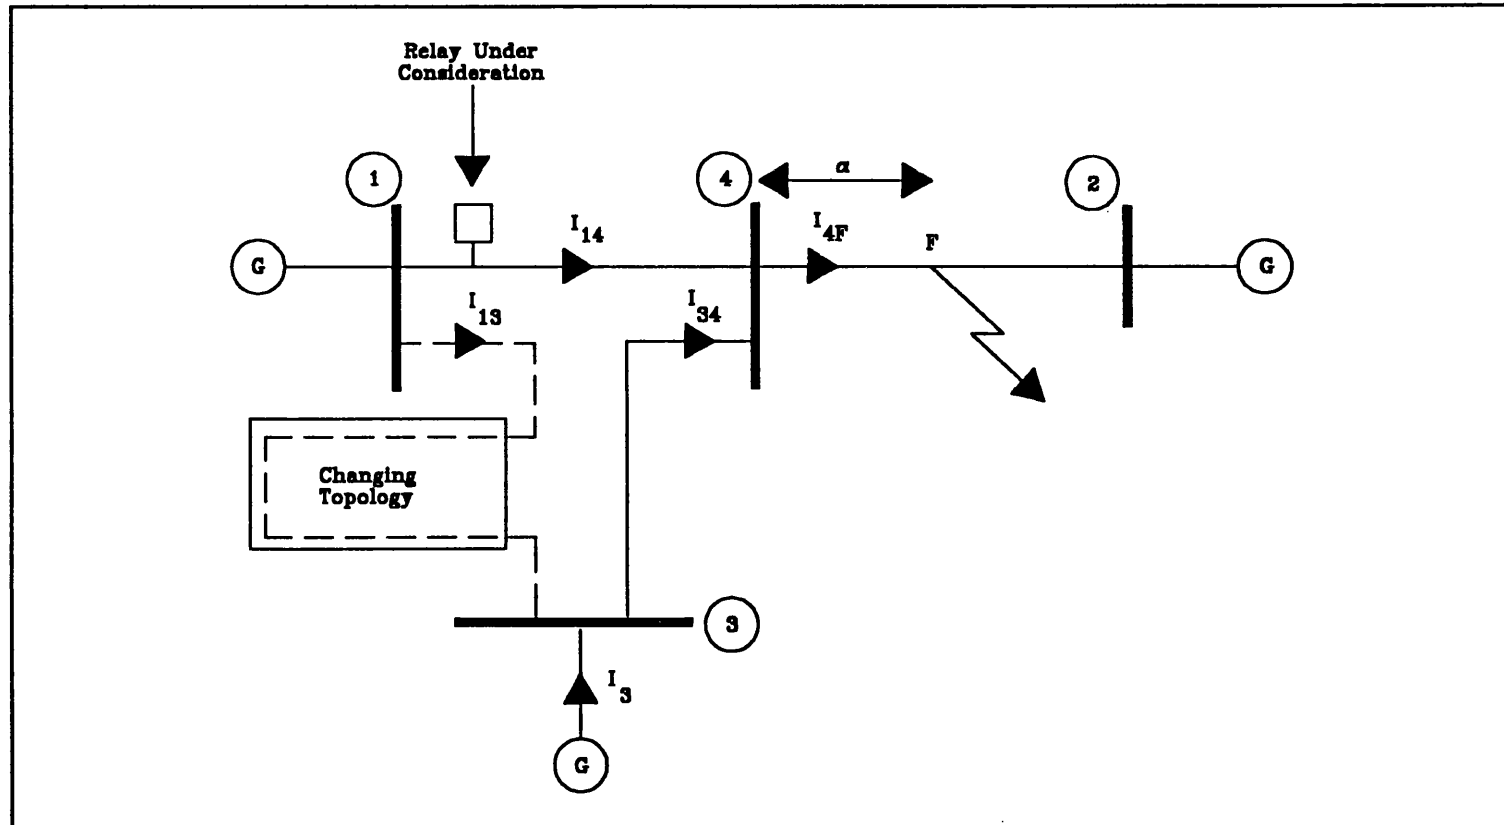 Relay Under
Consideration
1
4
α
2
I14
I4F
F
G
G
I13
I34
Changing
Topology
3
I3
G